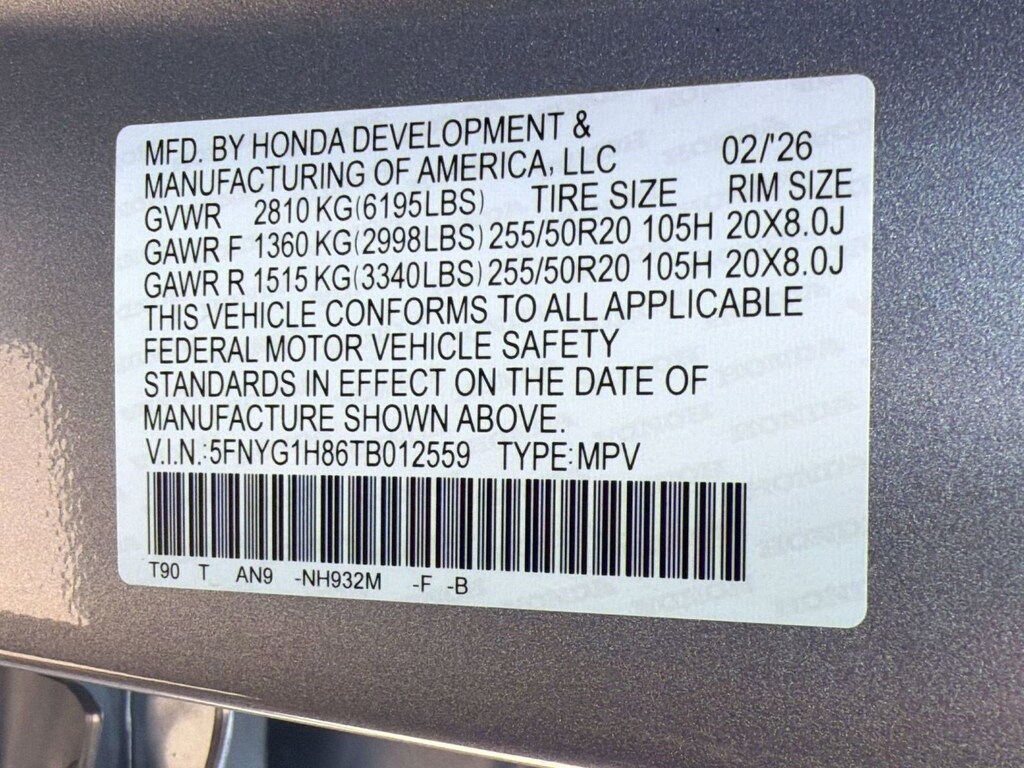 MFD. BY HONDA DEVELOPMENT &
MANUFACTURING OF AMERICA, LLC 02/'26
GVWR 2810 KG(6195LBS) TIRE SIZE RIM SIZE
GAWR F 1360 KG(2998LBS) 255/50R20 105H 20X8.0J
GAWR R 1515 KG(3340LBS) 255/50R20 105H 20X8.0J
THIS VEHICLE CONFORMS TO ALL APPLICABLE
FEDERAL MOTOR VEHICLE SAFETY
STANDARDS IN EFFECT ON THE DATE OF
MANUFACTURE SHOWN ABOVE.
V.I.N.:5FNYG1H86TB012559 TYPE:MPV
T90 T AN9 -NH932M -F -B